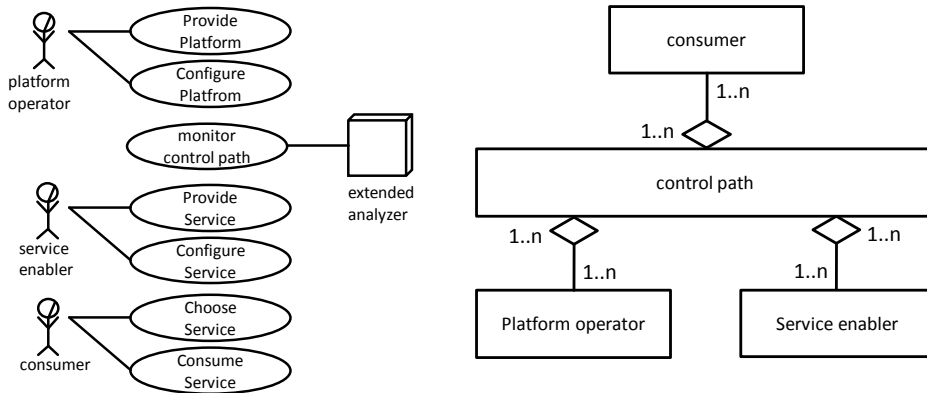 Provide
Platform
platform
operator
Configure
Platfrom
monitor
control path
extended
analyzer
Provide
Service
service
enabler
Configure
Service
Choose
Service
consumer
Consume
Service
consumer
1..n
1..n
control path
1..n
1..n
1..n
1..n
Platform operator
Service enabler